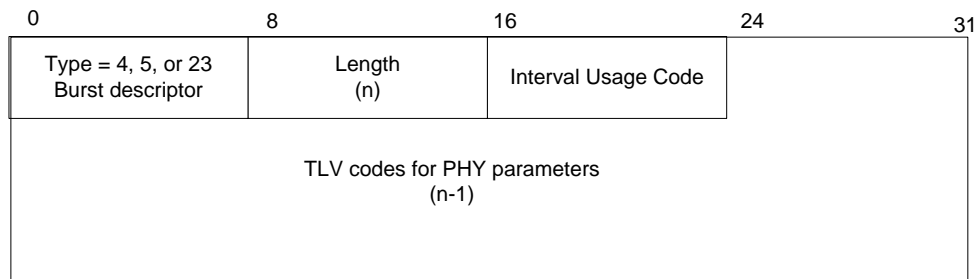 0 8 16 24 31
Type = 4, 5, or 23 Length Interval Usage Code
Burst descriptor (n)
TLV codes for PHY parameters
(n-1)